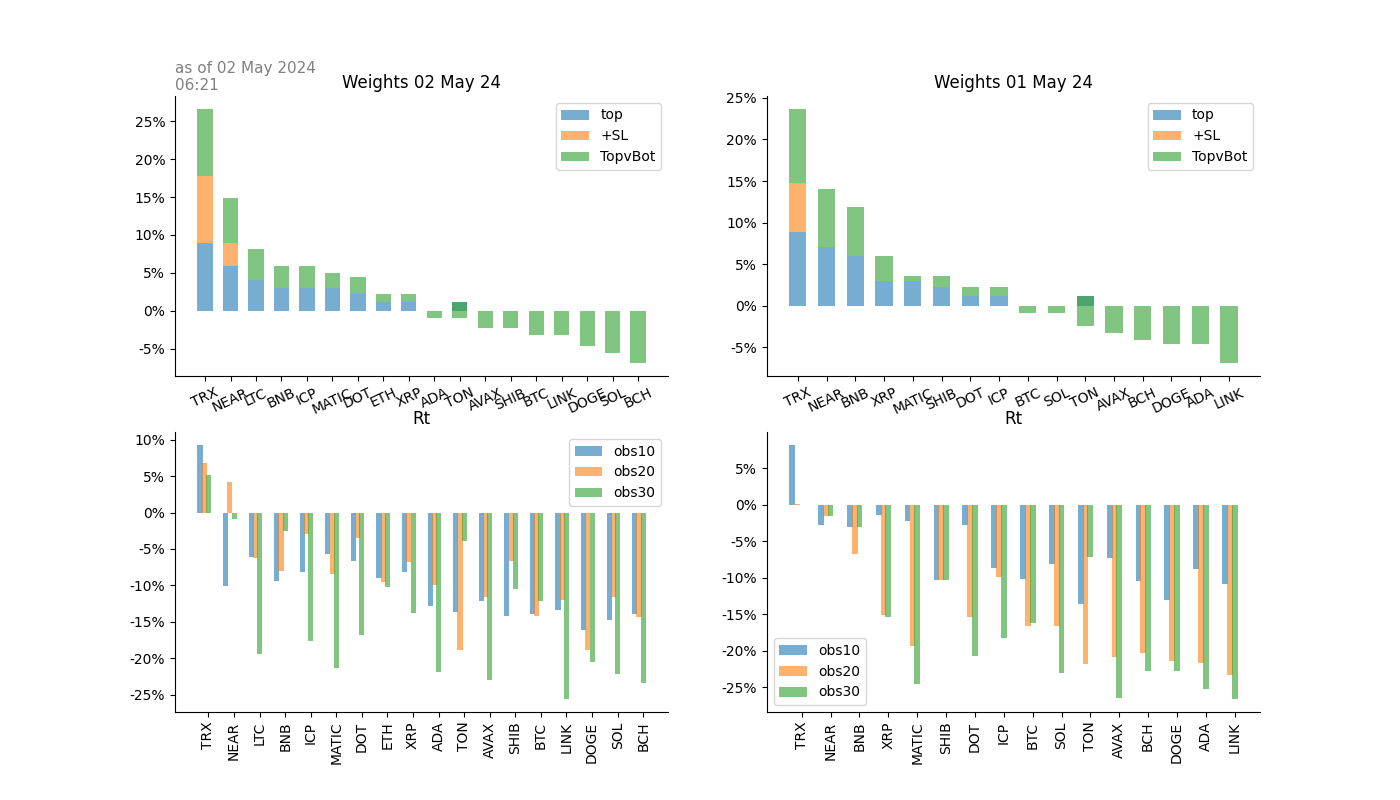 as of 02 May 2024
06:21
Weights 02 May 24
25%
20%
15%
10%
5%
0%
-5%
top
+SL
TopvBot
TRX NEAR LTC BNB ICP MATIC DOT ETH XRP ADA TON AVAX SHIB BTC LINK DOGE SOL BCH
Weights 01 May 24
25%
20%
15%
10%
5%
0%
-5%
top
+SL
TopvBot
TRX NEAR BNB XRP MATIC SHIB DOT ICP BTC SOL TON AVAX BCH DOGE ADA LINK
Rt
10%
5%
0%
-5%
-10%
-15%
-20%
-25%
obs10
obs20
obs30
TRX NEAR LTC BNB ICP MATIC DOT ETH XRP ADA TON AVAX SHIB BTC LINK DOGE SOL BCH
Rt
5%
0%
-5%
-10%
-15%
-20%
-25%
obs10
obs20
obs30
TRX NEAR BNB XRP MATIC SHIB DOT ICP BTC SOL TON AVAX BCH DOGE ADA LINK